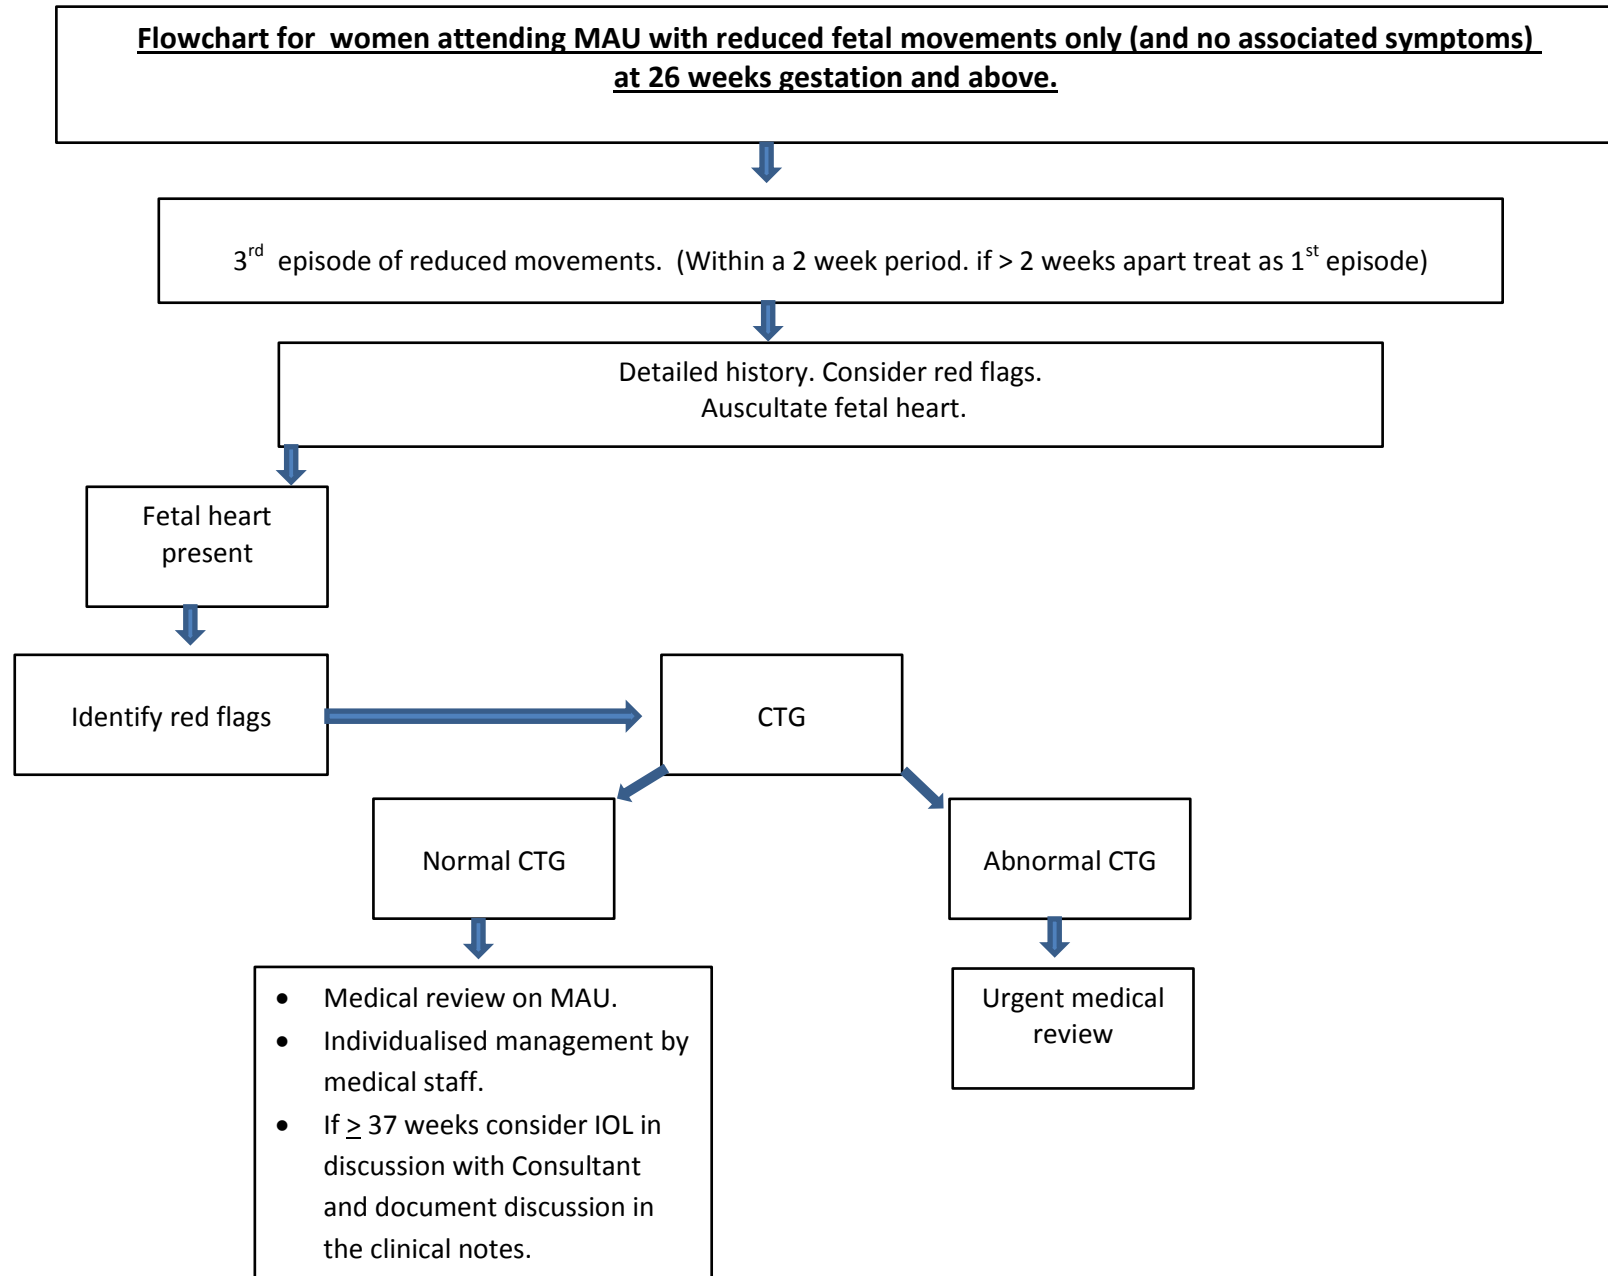 Flowchart for women attending MAU with reduced fetal movements only (and no associated symptoms)
at 26 weeks gestation and above.
3rd episode of reduced movements. (Within a 2 week period. if > 2 weeks apart treat as 1st episode)
Detailed history. Consider red flags.
Auscultate fetal heart.
Fetal heart
present
Identify red flags
CTG
Normal CTG
Abnormal CTG
• Medical review on MAU.
• Individualised management by
medical staff.
• If ≥ 37 weeks consider IOL in
discussion with Consultant
and document discussion in
the clinical notes.
Urgent medical
review